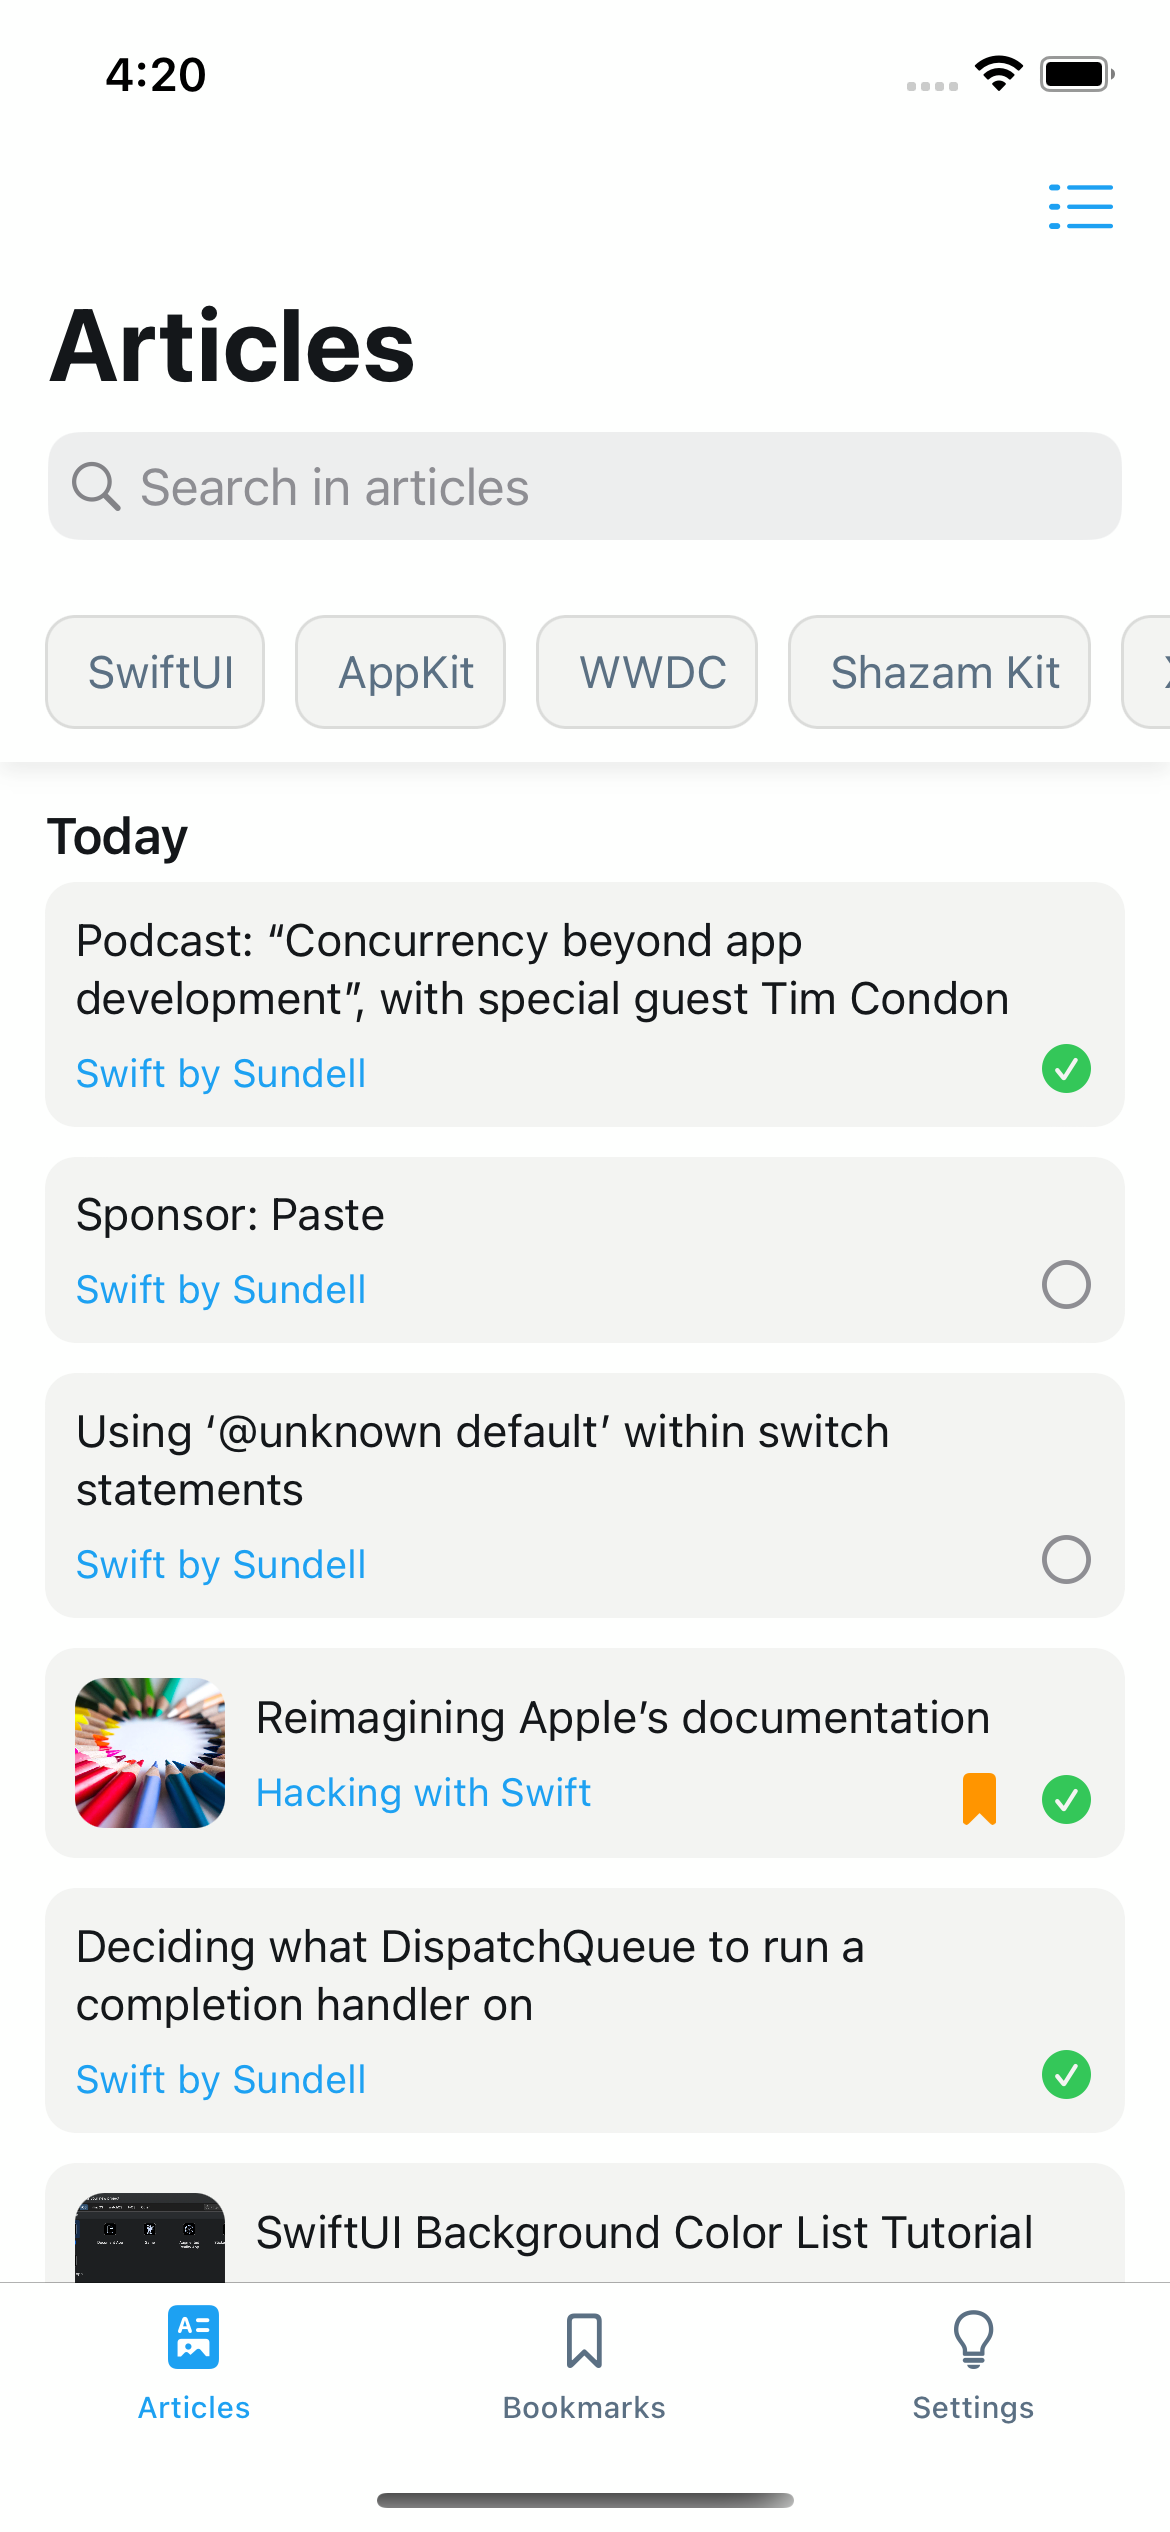 4:20
Articles
Search in articles
SwiftUI
AppKit
WWDC
Shazam Kit
Today
Podcast: “Concurrency beyond app
development”, with special guest Tim Condon
Swift by Sundell
Sponsor: Paste
Swift by Sundell
Using ‘@unknown default’ within switch
statements
Swift by Sundell
Reimagining Apple’s documentation
Hacking with Swift
Deciding what DispatchQueue to run a
completion handler on
Swift by Sundell
SwiftUI Background Color List Tutorial
Articles
Bookmarks
Settings